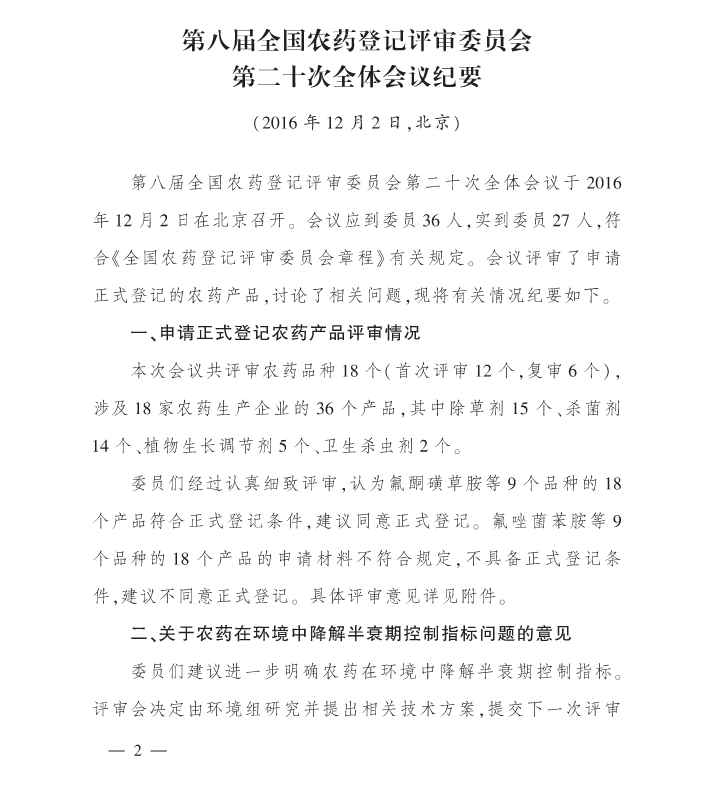 第八届全国农药登记评审委员会
第二十次全体会议纪要
(2016 年 12 月 2 日,北京)
第八届全国农药登记评审委员会第二十次全体会议于 2016
年 12 月 2 日在北京召开。会议应到委员 36 人,实到委员 27 人,符
合《全国农药登记评审委员会章程》有关规定。会议评审了申请
正式登记的农药产品,讨论了相关问题,现将有关情况纪要如下。
一、申请正式登记农药产品评审情况
本次会议共评审农药品种 18 个(首次评审 12 个,复审 6 个),
涉及 18 家农药生产企业的 36 个产品,其中除草剂 15 个、杀菌剂
14 个、植物生长调节剂 5 个、卫生杀虫剂 2 个。
委员们经过认真细致评审,认为氟酮磺草胺等 9 个品种的 18
个产品符合正式登记条件,建议同意正式登记。氟唑菌苯胺等 9
个品种的 18 个产品的申请材料不符合规定,不具备正式登记条
件,建议不同意正式登记。具体评审意见详见附件。
二、关于农药在环境中降解半衰期控制指标问题的意见
委员们建议进一步明确农药在环境中降解半衰期控制指标。
评审会决定由环境组研究并提出相关技术方案,提交下一次评审
— 2 —